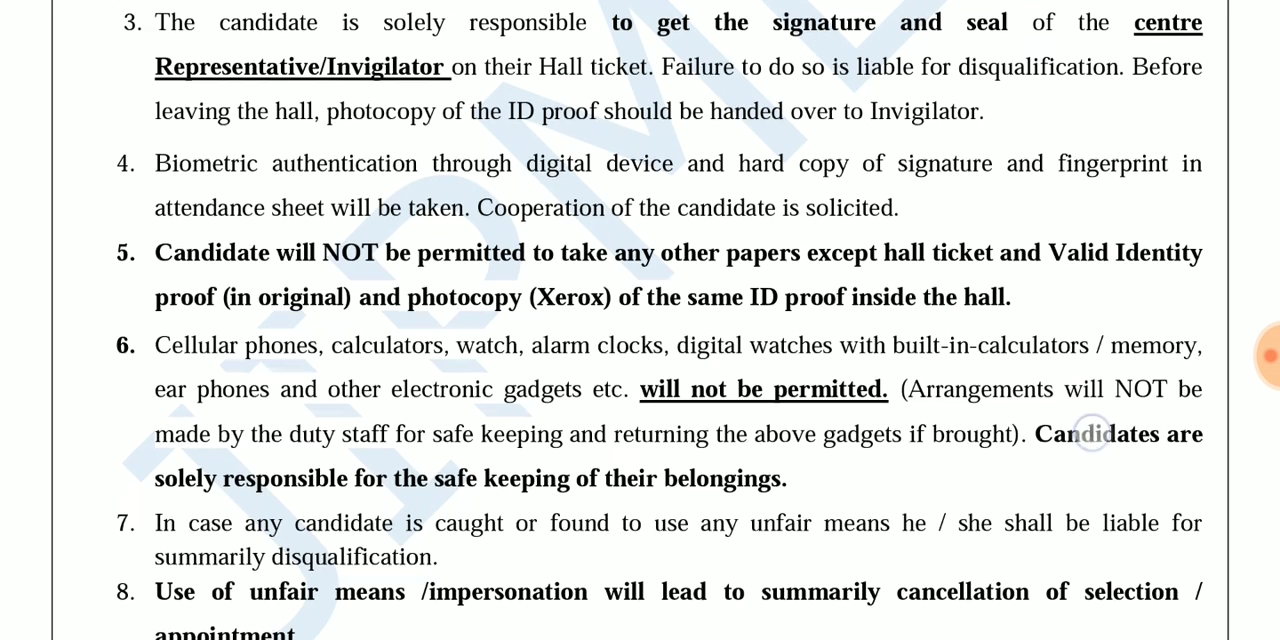 3. The candidate is solely responsible to get the signature and seal of the centre
Representative/Invigilator on their Hall ticket. Failure to do so is liable for disqualification. Before
leaving the hall, photocopy of the ID proof should be handed over to Invigilator.
4. Biometric authentication through digital device and hard copy of signature and fingerprint in
attendance sheet will be taken. Cooperation of the candidate is solicited.
5. Candidate will NOT be permitted to take any other papers except hall ticket and Valid Identity
proof (in original) and photocopy (Xerox) of the same ID proof inside the hall.
6. Cellular phones, calculators, watch, alarm clocks, digital watches with built-in-calculators / memory,
ear phones and other electronic gadgets etc. will not be permitted. (Arrangements will NOT be
made by the duty staff for safe keeping and returning the above gadgets if brought). Candidates are
solely responsible for the safe keeping of their belongings.
7. In case any candidate is caught or found to use any unfair means he / she shall be liable for
summarily disqualification.
8. Use of unfair means /impersonation will lead to summarily cancellation of selection /
appointment